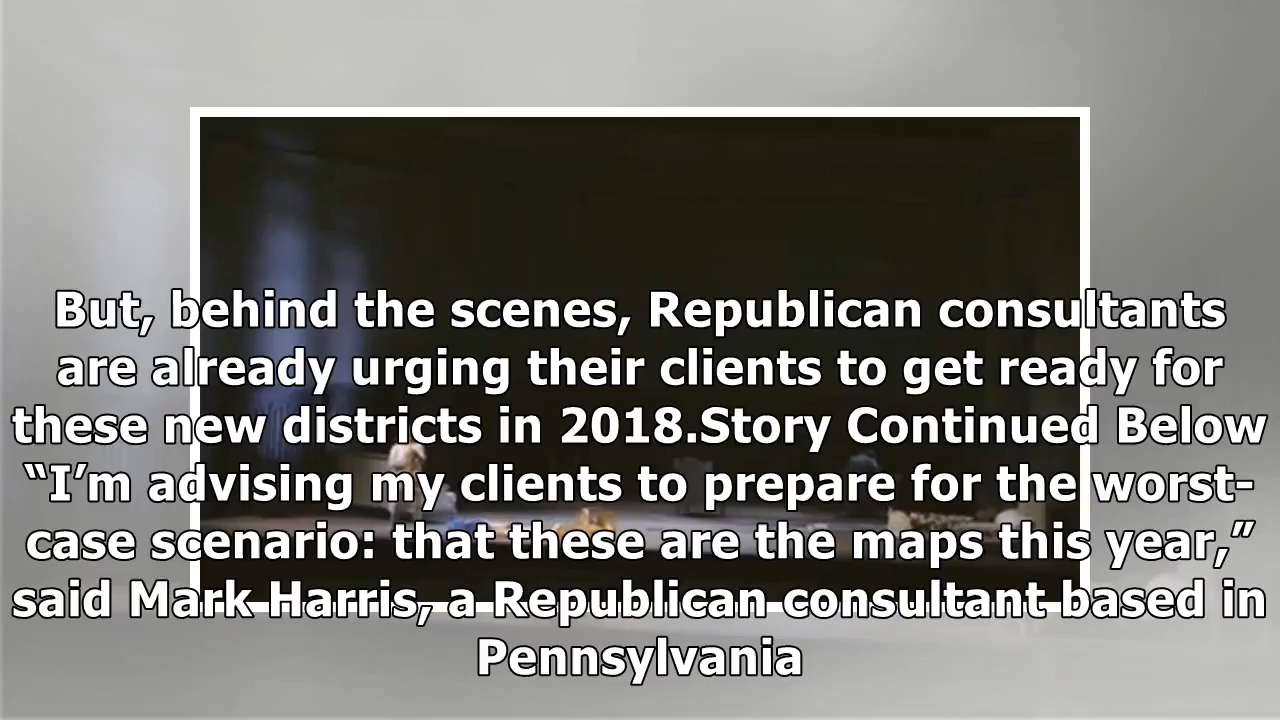 But, behind the scenes, Republican consultants
are already urging their clients to get ready for
these new districts in 2018.Story Continued Below
“I’m advising my clients to prepare for the worst-
case scenario: that these are the maps this year,”
said Mark Harris, a Republican consultant based in
Pennsylvania